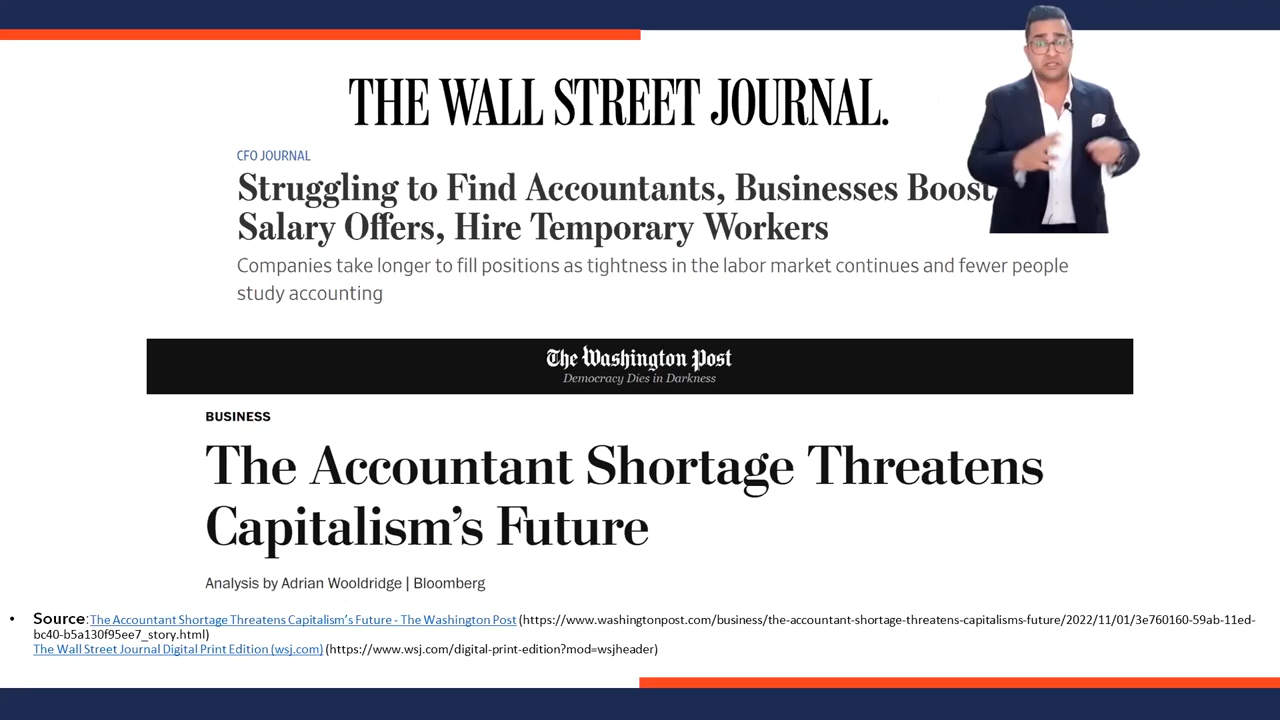 THE WALL STREET JOURNAL.
CFO JOURNAL
Struggling to Find Accountants, Businesses Boost
Salary Offers, Hire Temporary Workers
Companies take longer to fill positions as tightness in the labor market continues and fewer people
study accounting
The Washington Post
Democracy Dies in Darkness
BUSINESS
The Accountant Shortage Threatens
Capitalism’s Future
Analysis by Adrian Wooldridge | Bloomberg
• Source: The Accountant Shortage Threatens Capitalism’s Future - The Washington Post (https://www.washingtonpost.com/business/the-accountant-shortage-threatens-capitalisms-future/2022/11/01/3e760160-59ab-11ed-
bc40-b5a130f95ee7_story.html)
The Wall Street Journal Digital Print Edition (wsj.com) (https://www.wsj.com/digital-print-edition?mod=wsjheader)